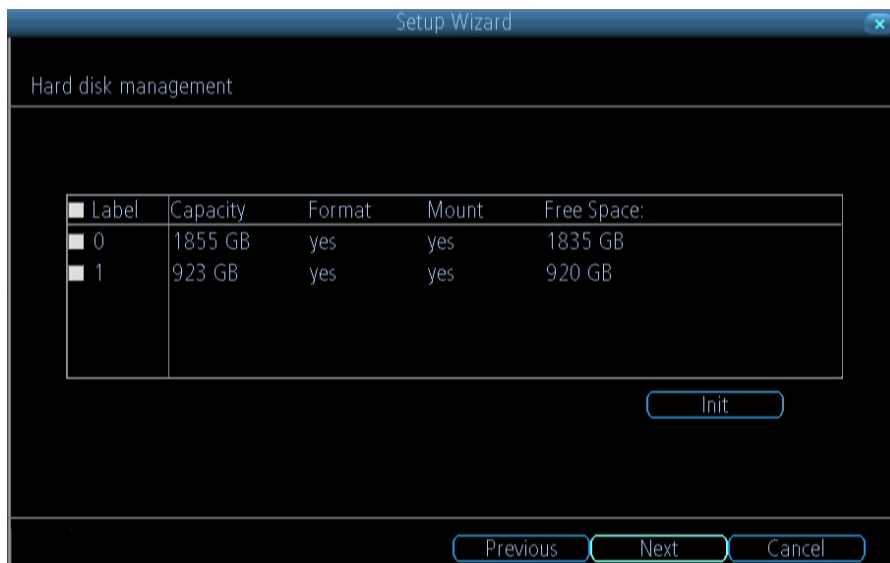 Setup Wizard
Hard disk management
Label Capacity Format Mount Free Space:
0 1855 GB yes yes 1835 GB
1 923 GB yes yes 920 GB
Init
Previous Next Cancel